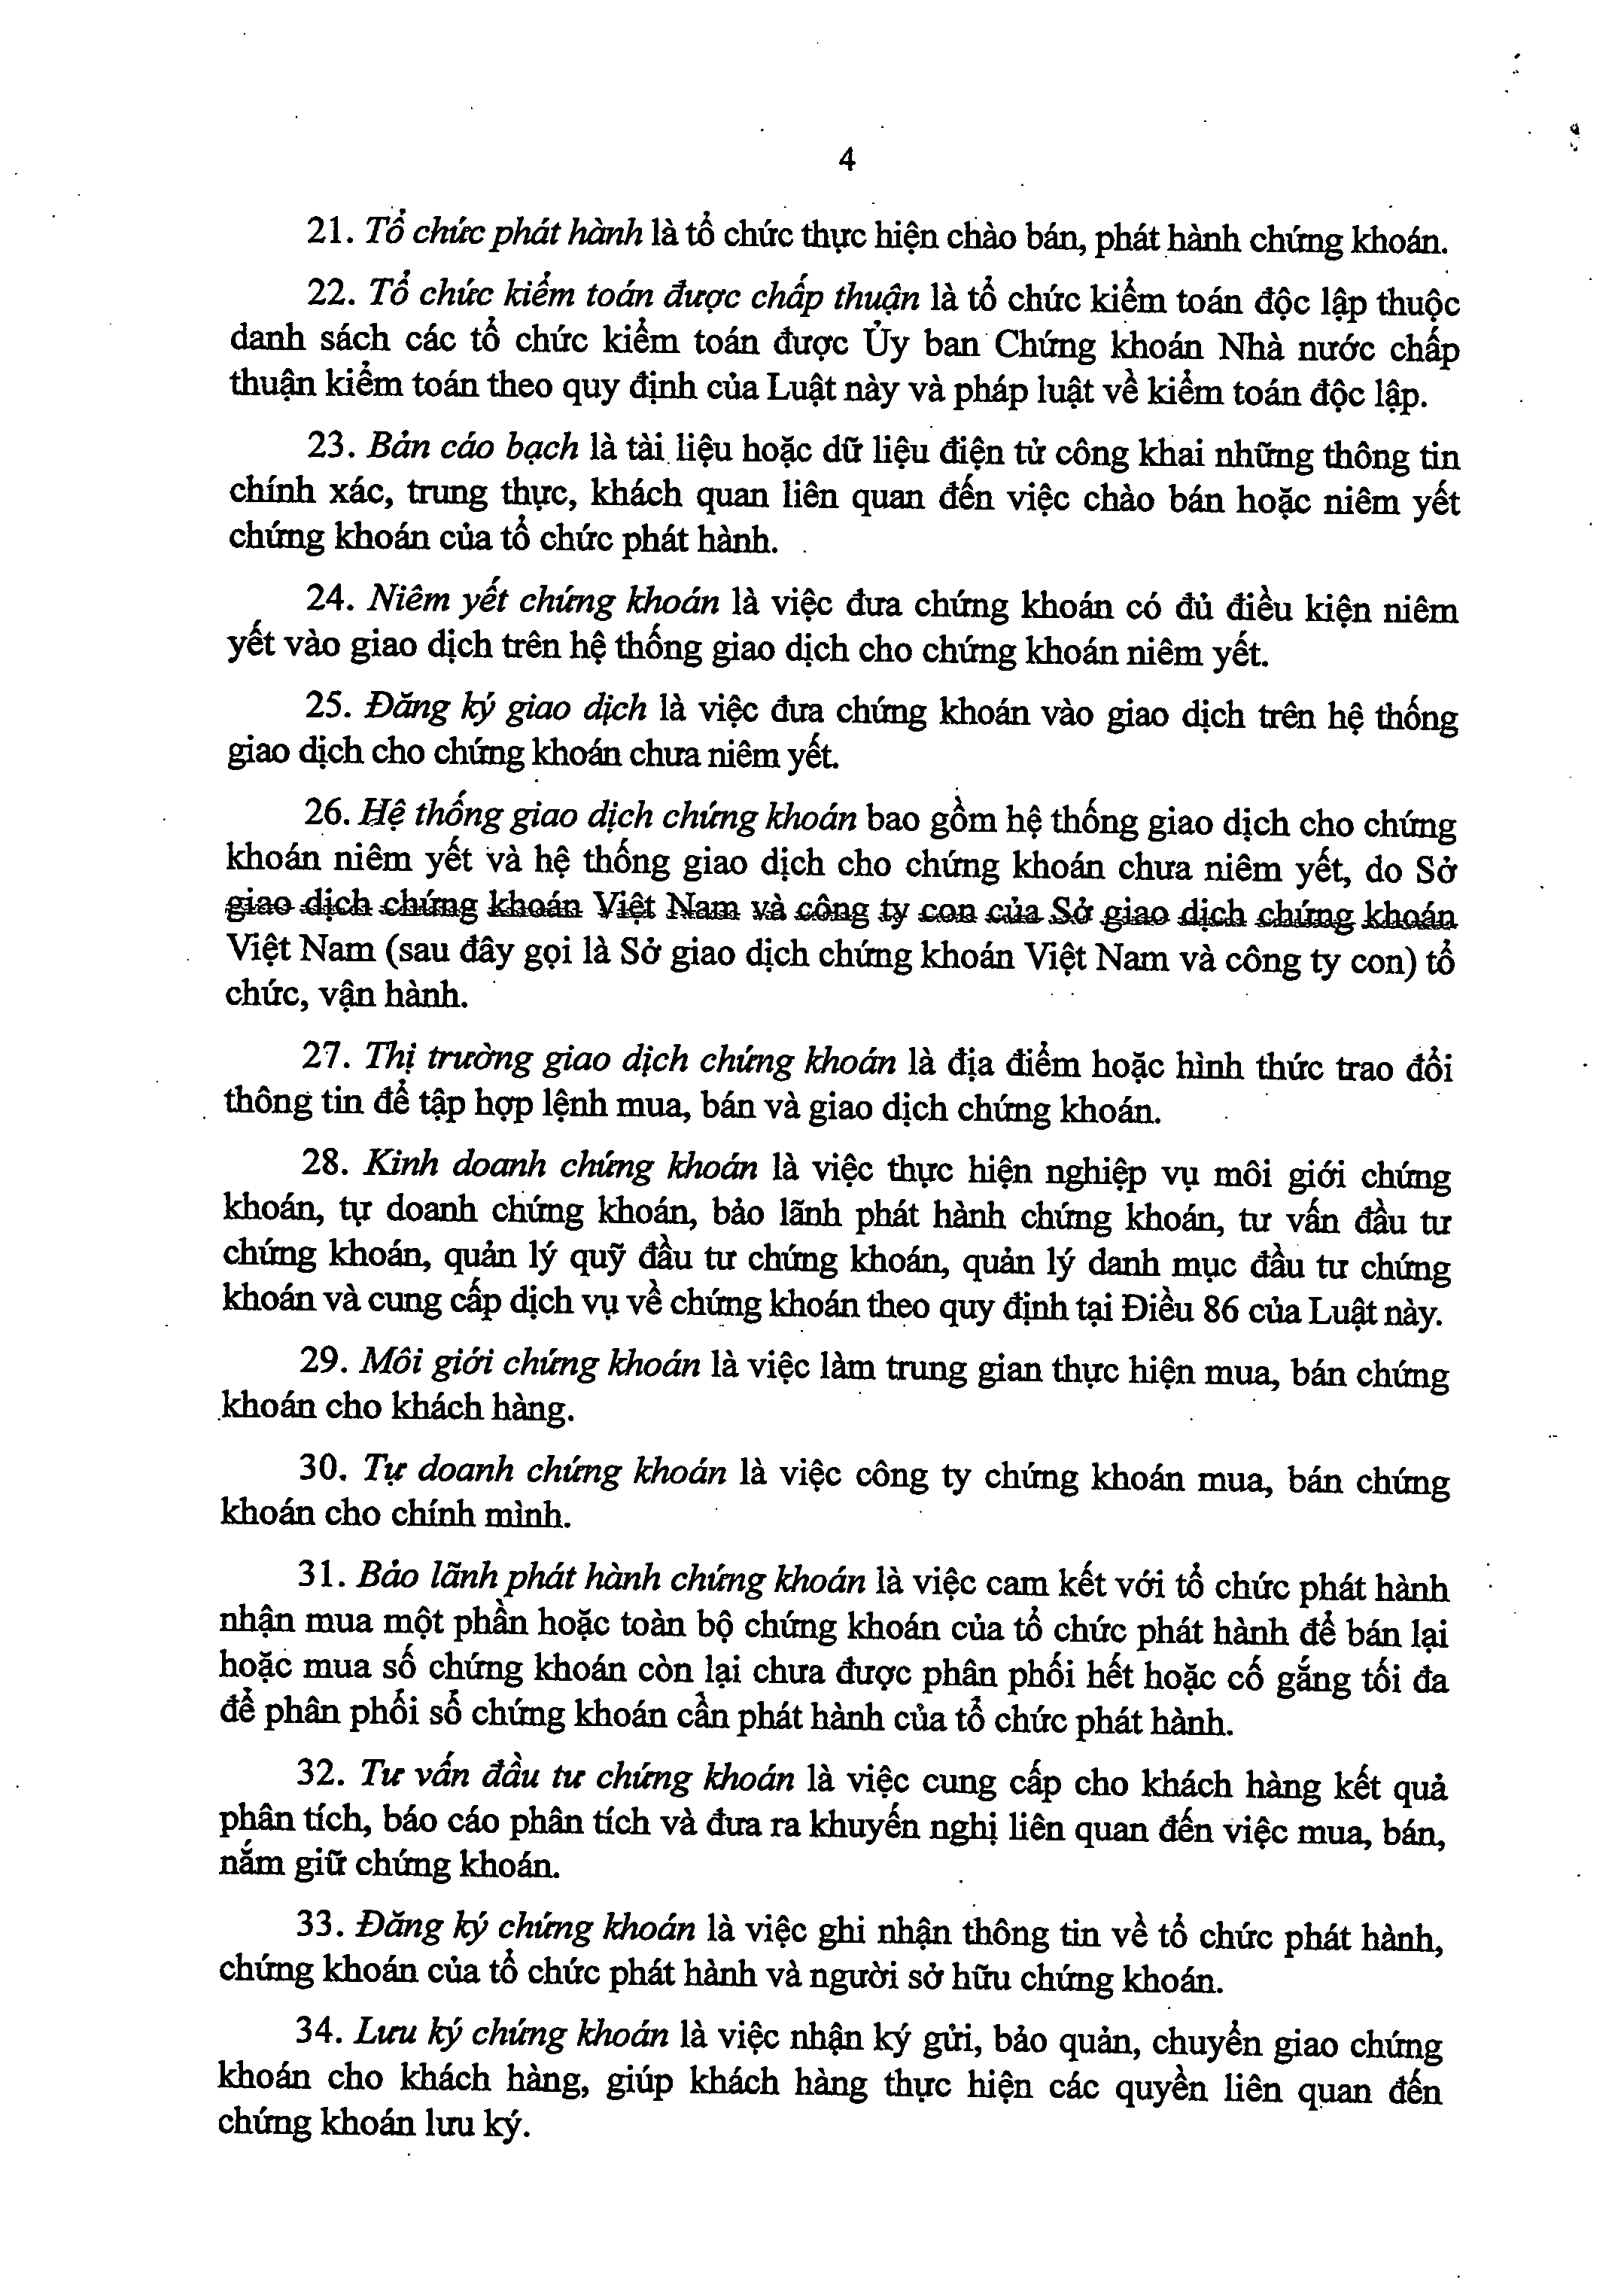 4
21. Tổ chức phát hành là tổ chức thực hiện chào bán, phát hành chứng khoán.
22. Tổ chức kiểm toán được chấp thuận là tổ chức kiểm toán độc lập thuộc
danh sách các tổ chức kiểm toán được Ủy ban Chứng khoán Nhà nước chấp
thuận kiểm toán theo quy định của Luật này và pháp luật về kiểm toán độc lập.
23. Bản cáo bạch là tài liệu hoặc dữ liệu điện tử công khai những thông tin
chính xác, trung thực, khách quan liên quan đến việc chào bán hoặc niêm yết
chứng khoán của tổ chức phát hành.
24. Niêm yết chứng khoán là việc đưa chứng khoán có đủ điều kiện niêm
yết vào giao dịch trên hệ thống giao dịch cho chứng khoán niêm yết.
25. Đăng ký giao dịch là việc đưa chứng khoán vào giao dịch trên hệ thống
giao dịch cho chứng khoán chưa niêm yết.
26. Hệ thống giao dịch chứng khoán bao gồm hệ thống giao dịch cho chứng
khoán niêm yết và hệ thống giao dịch cho chứng khoán chưa niêm yết, do Sở
giao dịch chứng khoán Việt Nam và công ty con của Sở giao dịch chứng khoán
Việt Nam (sau đây gọi là Sở giao dịch chứng khoán Việt Nam và công ty con) tổ
chức, vận hành.
27. Thị trường giao dịch chứng khoán là địa điểm hoặc hình thức trao đổi
thông tin để tập hợp lệnh mua, bán và giao dịch chứng khoán.
28. Kinh doanh chứng khoán là việc thực hiện nghiệp vụ môi giới chứng
khoán, tự doanh chứng khoán, bảo lãnh phát hành chứng khoán, tư vấn đầu tư
chứng khoán, quản lý quỹ đầu tư chứng khoán, quản lý danh mục đầu tư chứng
khoán và cung cấp dịch vụ về chứng khoán theo quy định tại Điều 86 của Luật này.
29. Môi giới chứng khoán là việc làm trung gian thực hiện mua, bán chứng
khoán cho khách hàng.
30. Tự doanh chứng khoán là việc công ty chứng khoán mua, bán chứng
khoán cho chính mình.
31. Bảo lãnh phát hành chứng khoán là việc cam kết với tổ chức phát hành
nhận mua một phần hoặc toàn bộ chứng khoán của tổ chức phát hành để bán lại
hoặc mua số chứng khoán còn lại chưa được phân phối hết hoặc cố gắng tối đa
để phân phối số chứng khoán cần phát hành của tổ chức phát hành.
32. Tư vấn đầu tư chứng khoán là việc cung cấp cho khách hàng kết quả
phân tích, báo cáo phân tích và đưa ra khuyến nghị liên quan đến việc mua, bán,
nắm giữ chứng khoán.
33. Đăng ký chứng khoán là việc ghi nhận thông tin về tổ chức phát hành,
chứng khoán của tổ chức phát hành và người sở hữu chứng khoán.
34. Lưu ký chứng khoán là việc nhận ký gửi, bảo quản, chuyển giao chứng
khoán cho khách hàng, giúp khách hàng thực hiện các quyền liên quan đến
chứng khoán lưu ký.